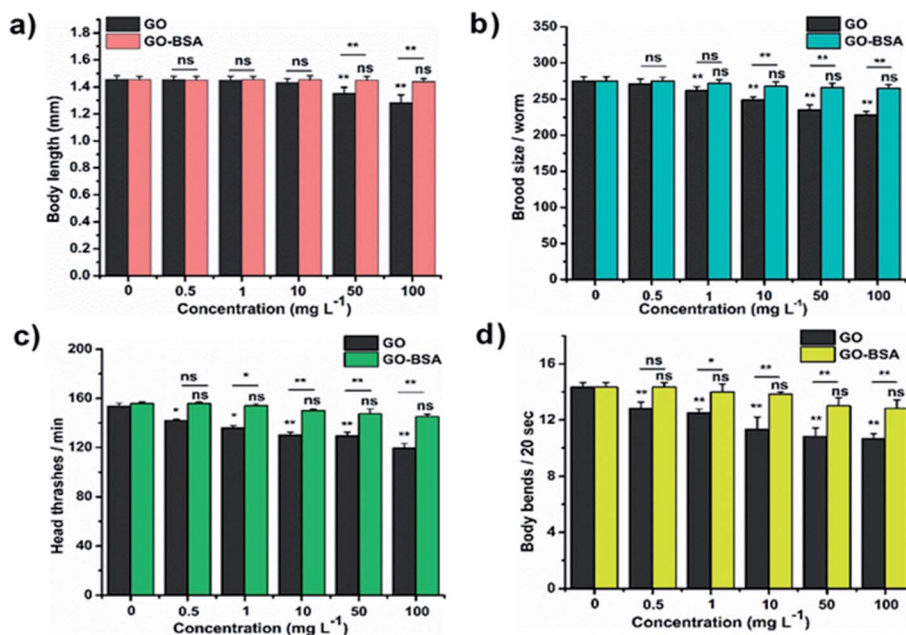 a)
GO
GO-BSA
Body length (mm)
1.8
1.6
1.4
1.2
1.0
0.8
0.6
0.4
0.2
0.0
ns
ns
ns
**
**
** ns
** ns
0 0.5 1 10 50 100
Concentration (mg L⁻¹)
b)
GO
GO-BSA
Brood size / worm
350
300
250
200
150
100
50
0
ns
ns
**
**
**
** ns
** ns
** ns
** ns
0 0.5 1 10 50 100
Concentration (mg L⁻¹)
c)
GO
GO-BSA
Head thrashes / min
200
160
120
80
40
0
ns
*
**
**
**
* ns
* ns
** ns
** ns
** ns
0 0.5 1 10 50 100
Concentration (mg L⁻¹)
d)
GO
GO-BSA
Body bends / 20 sec
16
12
8
4
0
ns
*
**
**
**
** ns
** ns
** ns
** ns
** ns
0 0.5 1 10 50 100
Concentration (mg L⁻¹)